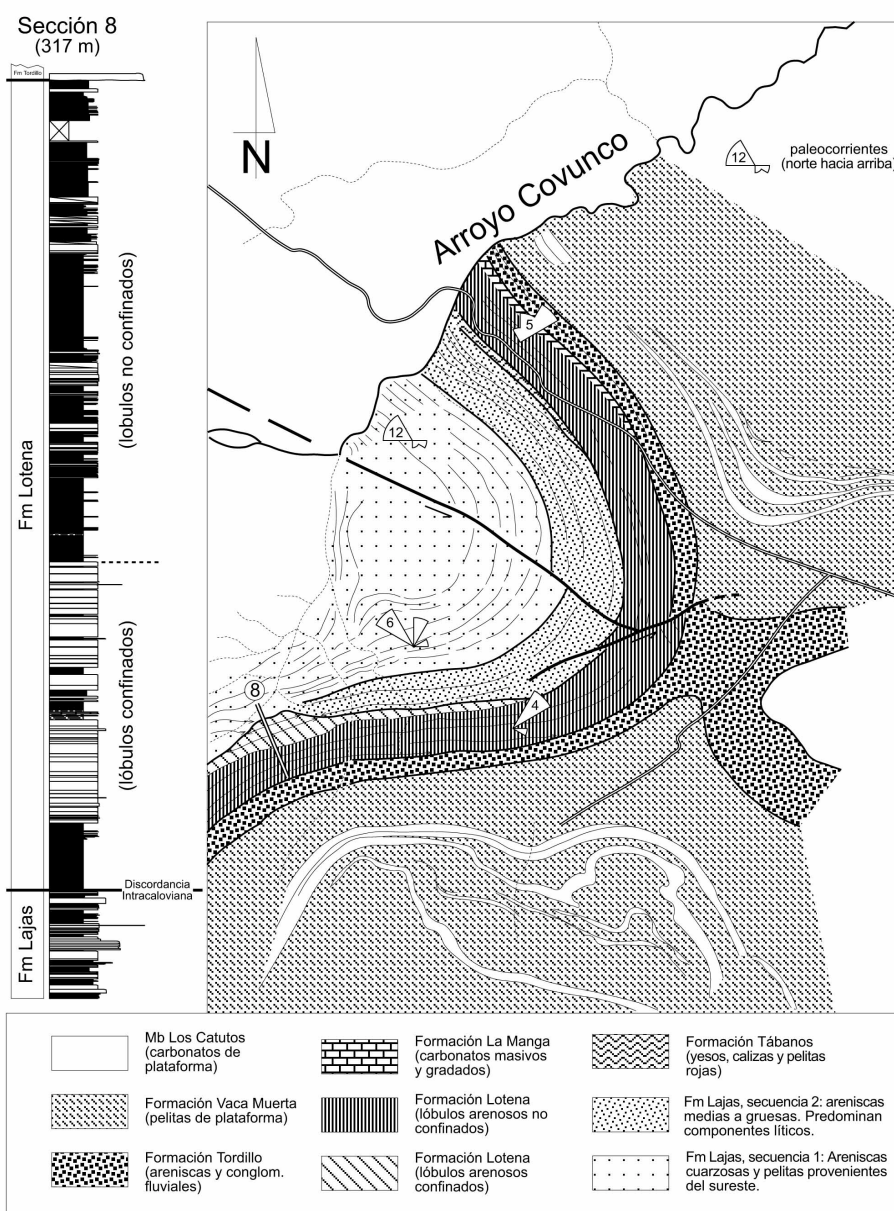 Sección 8
(317 m)
Fm Tordillo
Fm Lotena
(lobulos no confinados)
(lóbulos confinados)
Discordancia
Intracaloviana
Fm Lajas
N
Arroyo Covunco
12
paleocorrientes
(norte hacia arriba)
5
12
6
8
4
Mb Los Catutos
(carbonatos de
plataforma)
Formación Vaca Muerta
(pelitas de plataforma)
Formación Tordillo
(areniscas y conglom.
fluviales)
Formación La Manga
(carbonatos masivos
y gradados)
Formación Lotena
(lóbulos arenosos no
confinados)
Formación Lotena
(lóbulos arenosos
confinados)
Formación Tábanos
(yesos, calizas y pelitas
rojas)
Fm Lajas, secuencia 2: areniscas
medias a gruesas. Predominan
componentes líticos.
Fm Lajas, secuencia 1: Areniscas
cuarzosas y pelitas provenientes
del sureste.